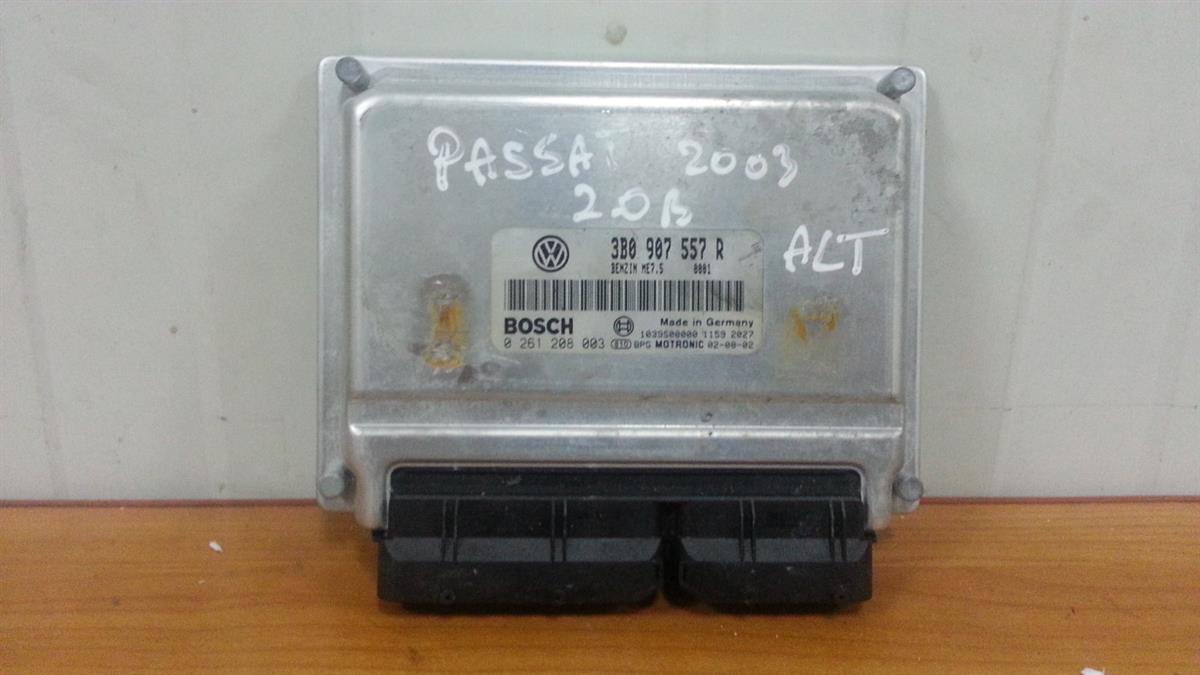 PASSAT 2003
2.0B
ALT
VW
3B0 907 557 R
BENZIN ME7.5 0001
BOSCH
Made in Germany
1039S00000 1159 2027
0 261 208 003 BPG MOTRONIC 02-08-02